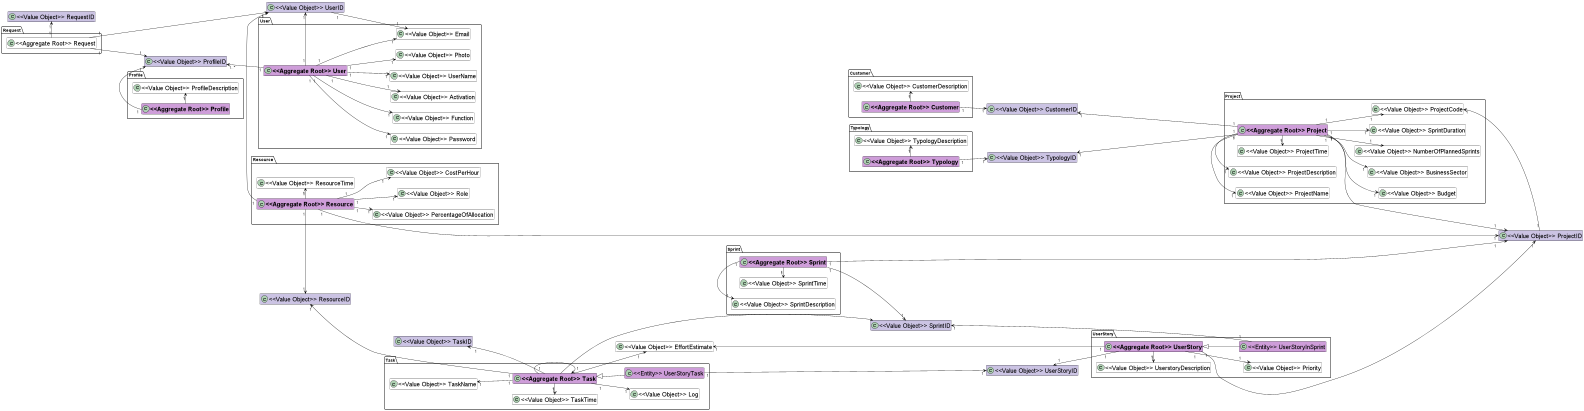 <<Value Object>> RequestID
Request
<<Aggregate Root>> Request
<<Value Object>> UserID
<<Value Object>> ProfileID
Profile
<<Value Object>> ProfileDescription
<<Aggregate Root>> Profile
User
<<Value Object>> Email
<<Value Object>> Photo
<<Aggregate Root>> User
<<Value Object>> UserName
<<Value Object>> Activation
<<Value Object>> Function
<<Value Object>> Password
Resource
<<Value Object>> CostPerHour
<<Value Object>> ResourceTime
<<Value Object>> Role
<<Aggregate Root>> Resource
<<Value Object>> PercentageOfAllocation
<<Value Object>> ResourceID
Customer
<<Value Object>> CustomerDescription
<<Aggregate Root>> Customer
<<Value Object>> CustomerID
Typology
<<Value Object>> TypologyDescription
<<Aggregate Root>> Typology
<<Value Object>> TypologyID
Project
<<Value Object>> ProjectCode
<<Aggregate Root>> Project
<<Value Object>> SprintDuration
<<Value Object>> ProjectTime
<<Value Object>> NumberOfPlannedSprints
<<Value Object>> ProjectDescription
<<Value Object>> BusinessSector
<<Value Object>> ProjectName
<<Value Object>> Budget
<<Value Object>> ProjectID
Sprint
<<Aggregate Root>> Sprint
<<Value Object>> SprintTime
<<Value Object>> SprintDescription
<<Value Object>> SprintID
<<Value Object>> TaskID
<<Value Object>> EffortEstimate
Task
<<Entity>> UserStoryTask
<<Aggregate Root>> Task
<<Value Object>> TaskName
<<Value Object>> TaskTime
<<Value Object>> Log
<<Value Object>> UserStoryID
UserStory
<<Aggregate Root>> UserStory
<<Entity>> UserStoryInSprint
<<Value Object>> UserstoryDescription
<<Value Object>> Priority